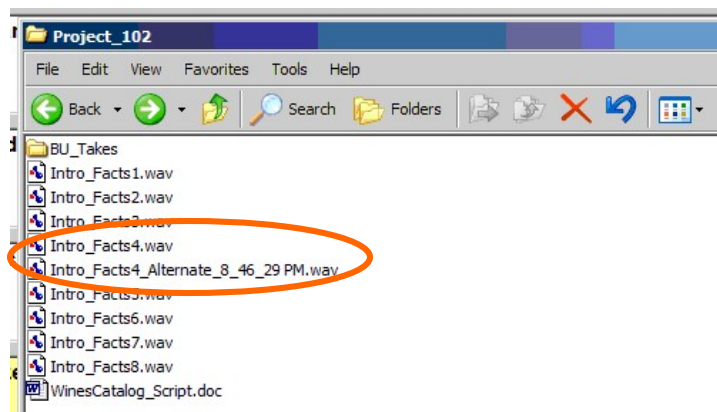 Project_102
File Edit View Favorites Tools Help
Back Search Folders
BU_Takes
Intro_Facts1.wav
Intro_Facts2.wav
Intro_Facts3.wav
Intro_Facts4.wav
Intro_Facts4_Alternate_8_46_29 PM.wav
Intro_Facts5.wav
Intro_Facts6.wav
Intro_Facts7.wav
Intro_Facts8.wav
WinesCatalog_Script.doc